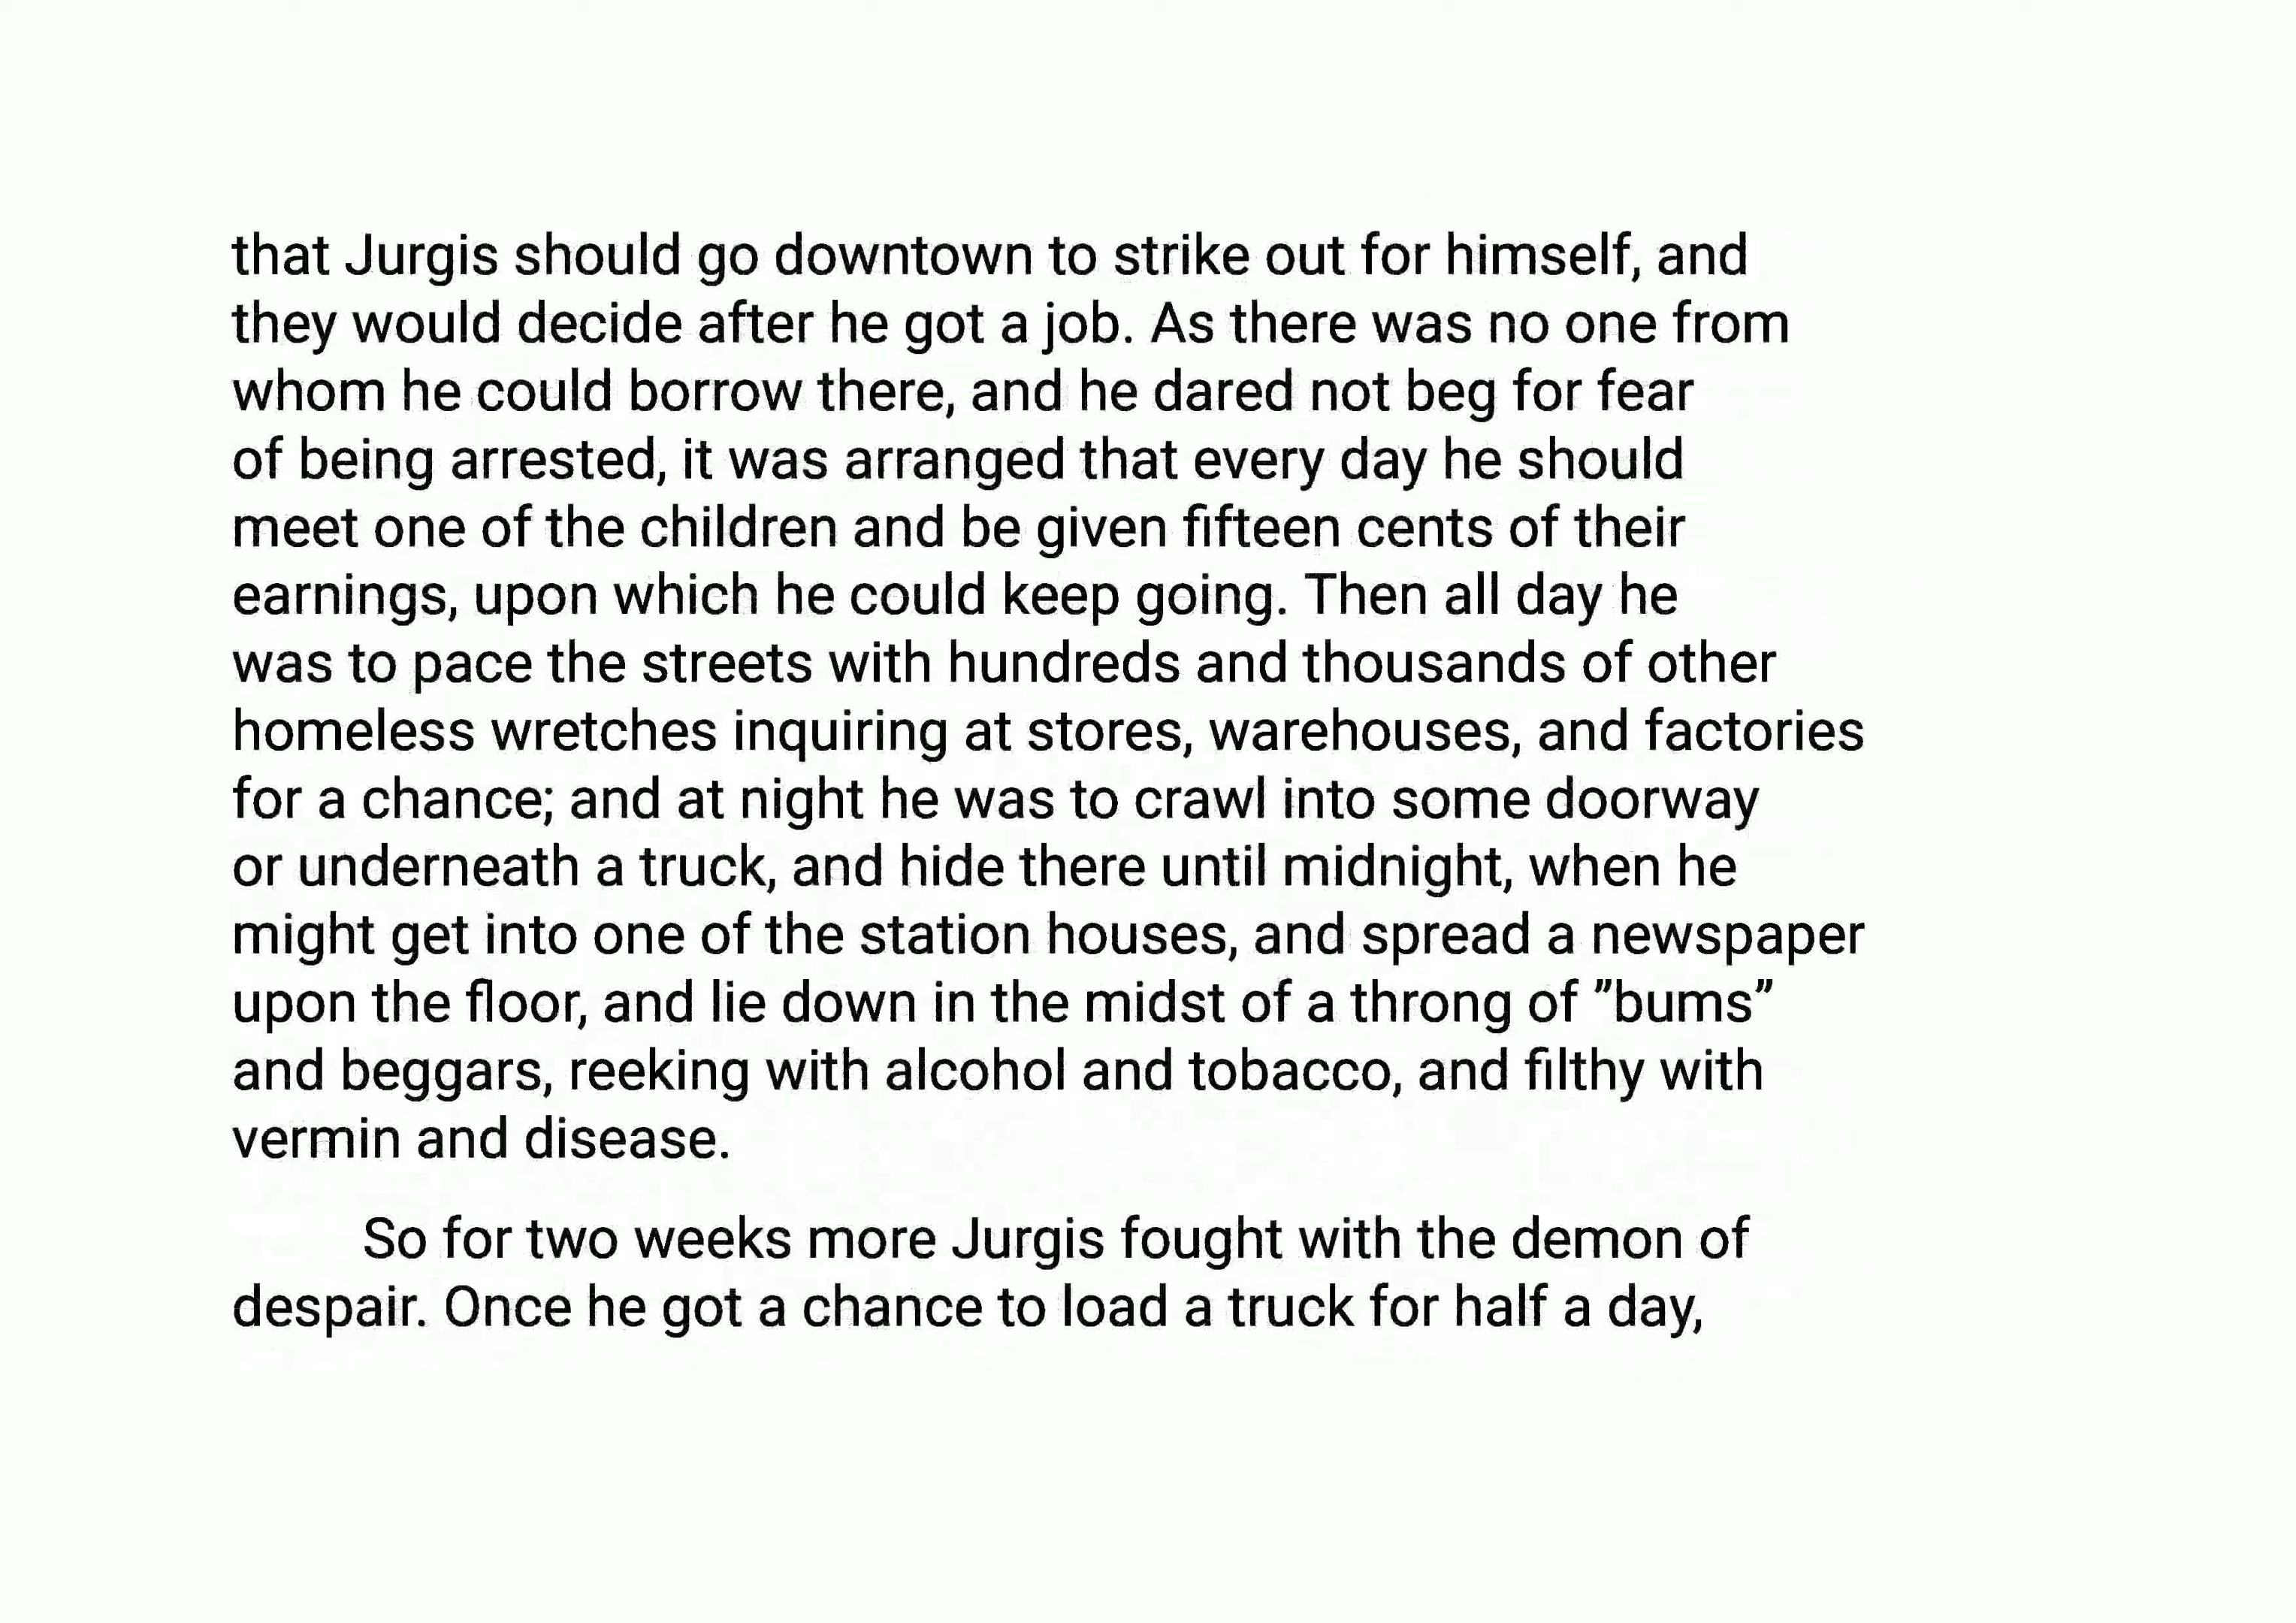 that Jurgis should go downtown to strike out for himself, and
they would decide after he got a job. As there was no one from
whom he could borrow there, and he dared not beg for fear
of being arrested, it was arranged that every day he should
meet one of the children and be given fifteen cents of their
earnings, upon which he could keep going. Then all day he
was to pace the streets with hundreds and thousands of other
homeless wretches inquiring at stores, warehouses, and factories
for a chance; and at night he was to crawl into some doorway
or underneath a truck, and hide there until midnight, when he
might get into one of the station houses, and spread a newspaper
upon the floor, and lie down in the midst of a throng of ”bums”
and beggars, reeking with alcohol and tobacco, and filthy with
vermin and disease.
So for two weeks more Jurgis fought with the demon of
despair. Once he got a chance to load a truck for half a day,